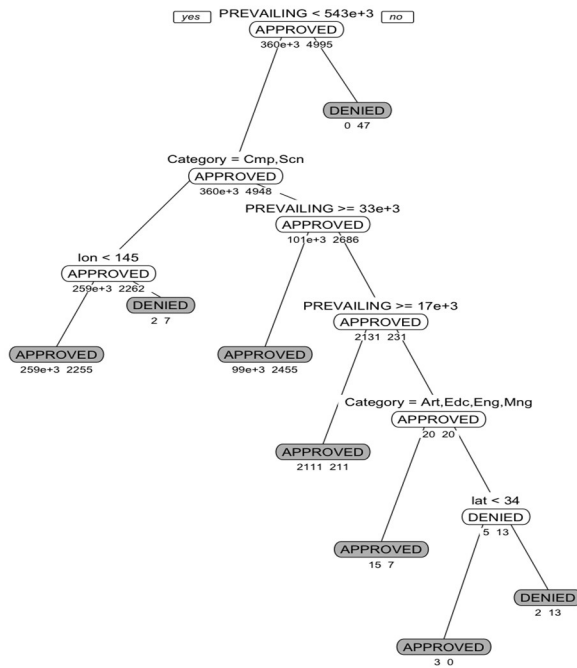 yes PREVAILING < 543e+3 no
APPROVED
360e+3 4995
DENIED
0 47
Category = Cmp,Scn
APPROVED
360e+3 4948
PREVAILING >= 33e+3
APPROVED
101e+3 2686
lon < 145
APPROVED
259e+3 2262
DENIED
2 7
PREVAILING >= 17e+3
APPROVED
2131 231
APPROVED
259e+3 2255
APPROVED
99e+3 2455
Category = Art,Edc,Eng,Mng
APPROVED
20 20
APPROVED
2111 211
lat < 34
DENIED
5 13
APPROVED
15 7
DENIED
2 13
APPROVED
3 0